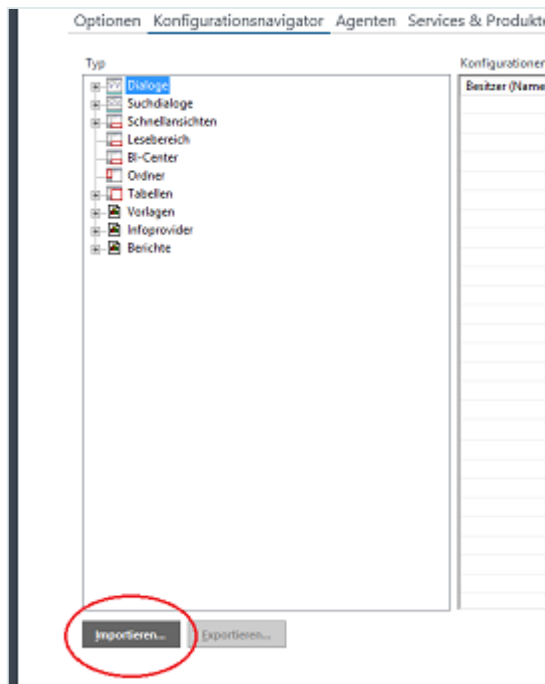 Optionen Konfigurationsnavigator Agenten Services & Produkte
Typ
Konfigurationen
Dialoge
Besitzer (Name
Suchdialoge
Schnellansichten
Lesebereich
BI-Center
Ordner
Tabellen
Vorlagen
Infoprovider
Berichte
Importieren... Exportieren...